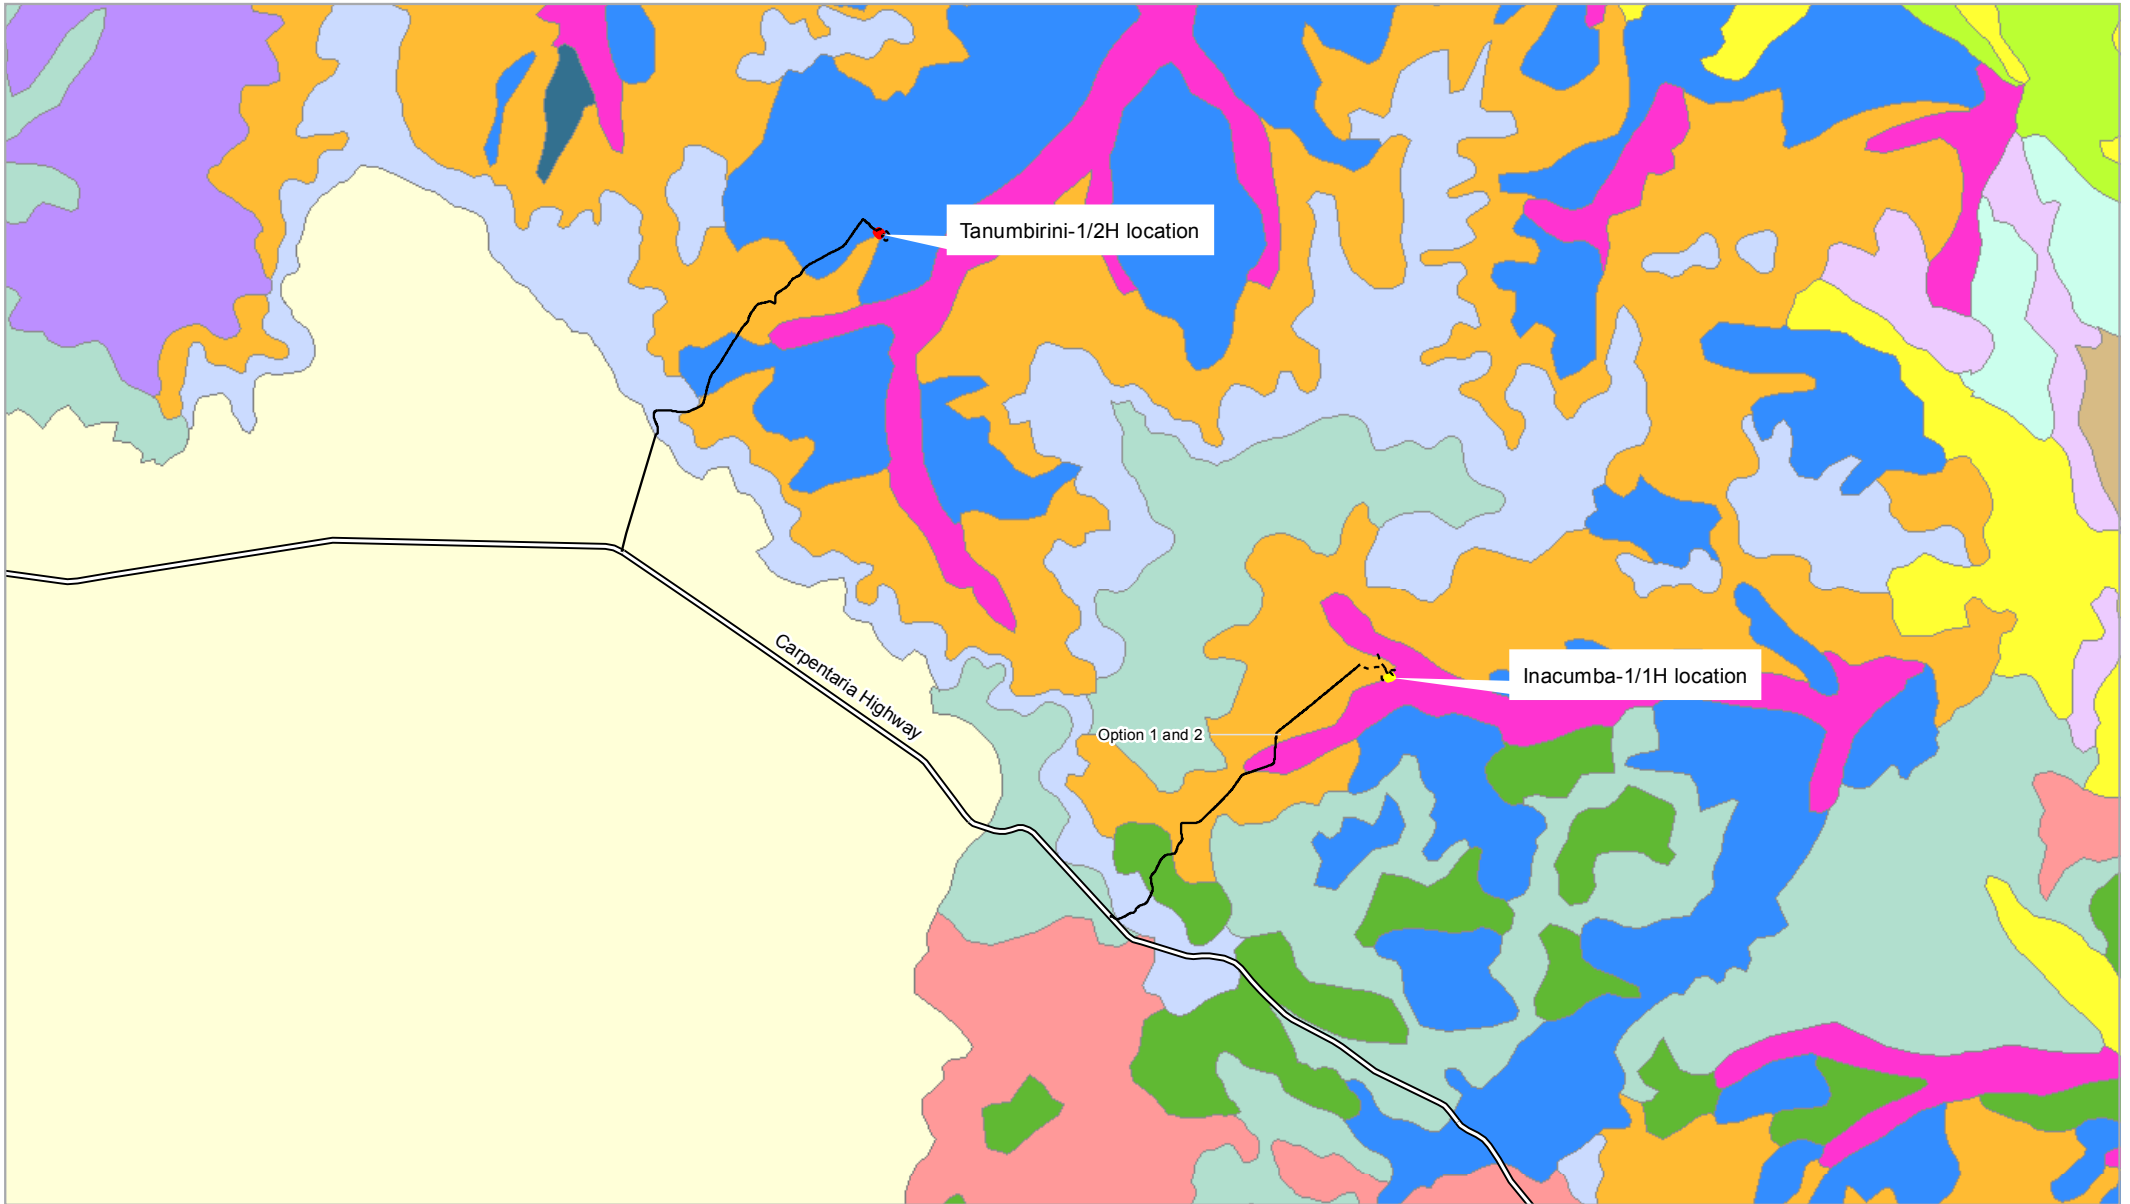 Tanumbirini-1/2H location
Carpentaria Highway
Inacumba-1/1H location
Option 1 and 2